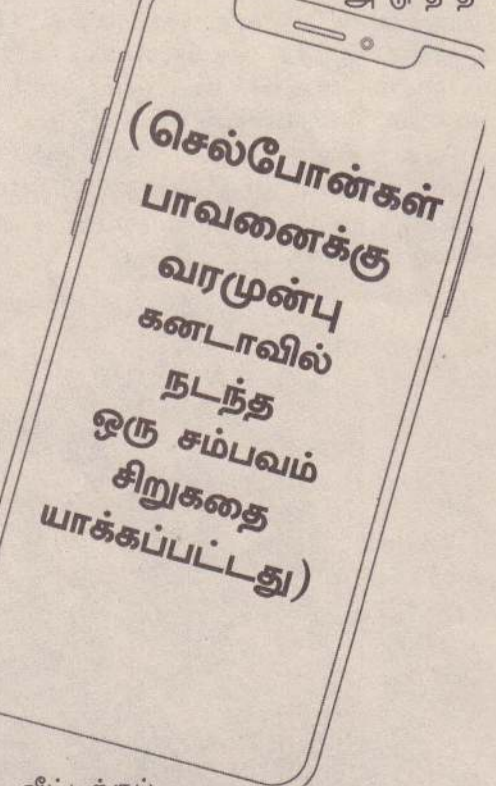 (செல்போன்கள்
பாவனைக்கு
வரமுன்பு
கனடாவில்
நடந்த
ஒரு சம்பவம்
சிறுகதை
யாக்கப்பட்டது)